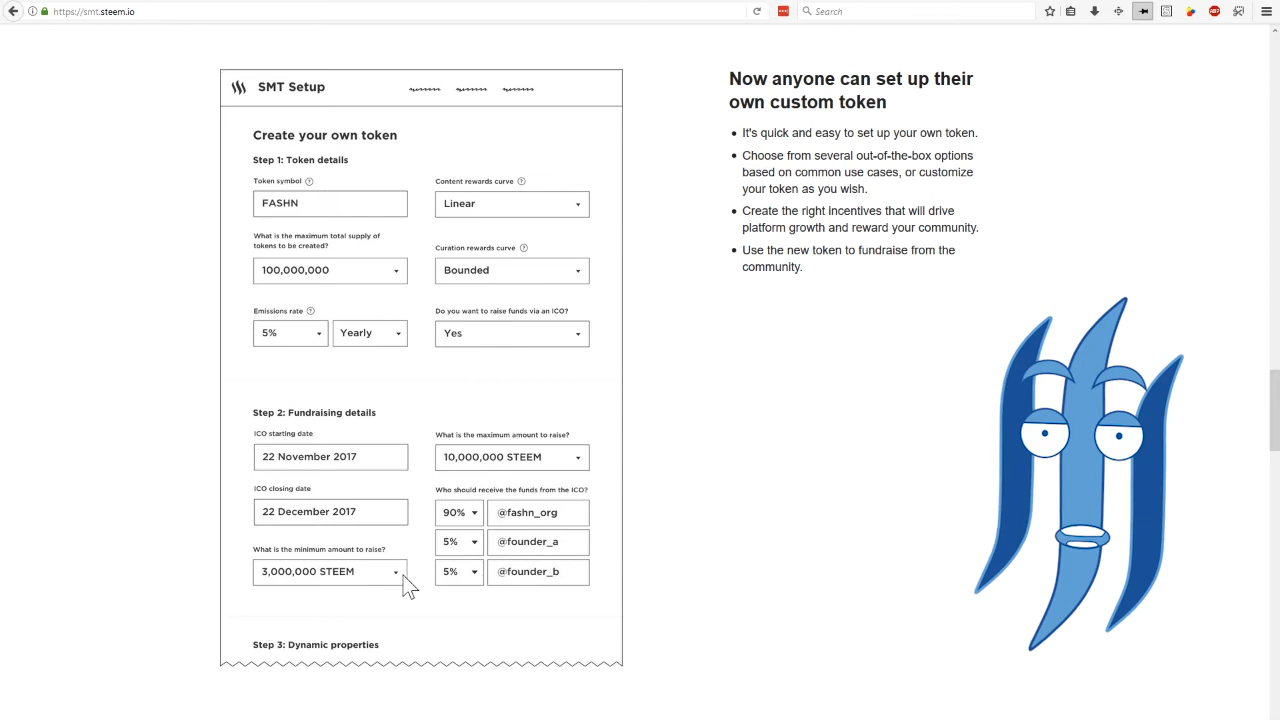 https://smt.steem.io
Search
SMT Setup
Create your own token
Step 1: Token details
Token symbol ?
FASHN
Content rewards curve ?
Linear
What is the maximum total supply of
tokens to be created?
100,000,000
Curation rewards curve ?
Bounded
Emissions rate ?
5% Yearly
Do you want to raise funds via an ICO?
Yes
Step 2: Fundraising details
ICO starting date
22 November 2017
What is the maximum amount to raise?
10,000,000 STEEM
ICO closing date
22 December 2017
Who should receive the funds from the ICO?
90% @fashn_org
5% @founder_a
5% @founder_b
What is the minimum amount to raise?
3,000,000 STEEM
Step 3: Dynamic properties
Now anyone can set up their
own custom token
• It's quick and easy to set up your own token.
• Choose from several out-of-the-box options
based on common use cases, or customize
your token as you wish.
• Create the right incentives that will drive
platform growth and reward your community.
• Use the new token to fundraise from the
community.